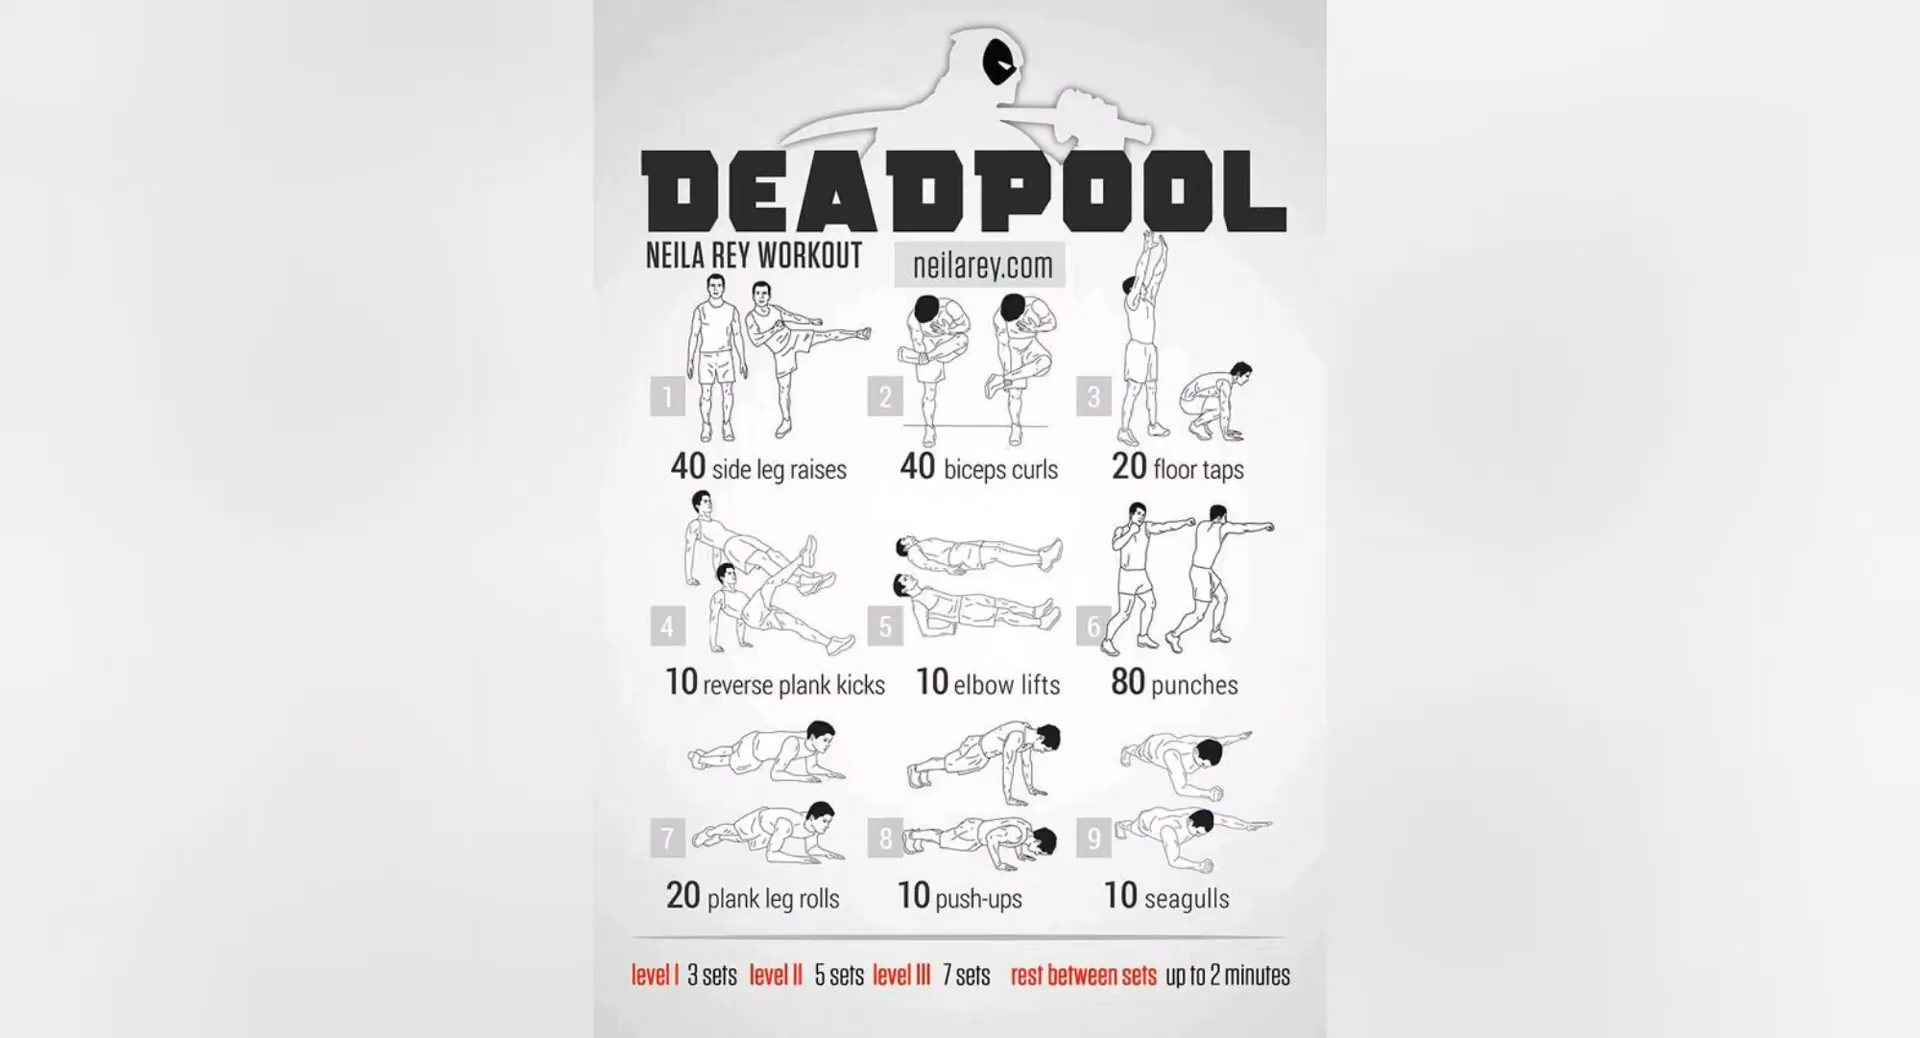 DEADPOOL
NEILA REY WORKOUT
neilarey.com
1
2
3
40 side leg raises
40 biceps curls
20 floor taps
4
5
6
10 reverse plank kicks
10 elbow lifts
80 punches
7
8
9
20 plank leg rolls
10 push-ups
10 seagulls
level I 3 sets level II 5 sets level III 7 sets rest between sets up to 2 minutes